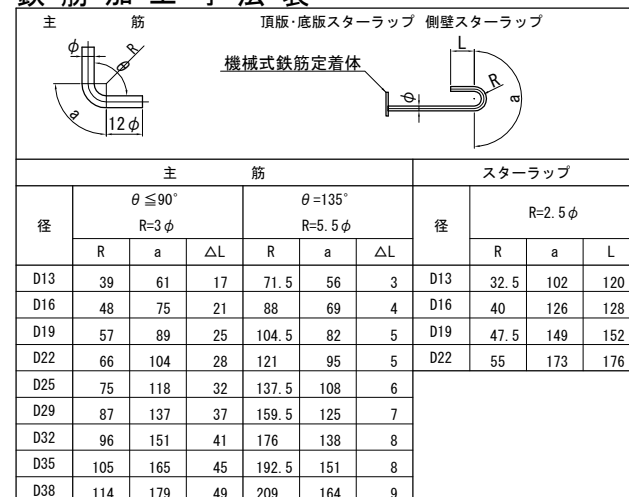 鉄筋加工寸法表
主 筋 頂版・底版スターラップ 側壁スターラップ
φ R θ a 12φ
機械式鉄筋定着体 φ L R a
主 筋 スターラップ
径 θ≦90° θ=135° 径 R=2.5φ
R=3φ R=5.5φ
R a △L R a △L R a L
D13 39 61 17 71.5 56 3 D13 32.5 102 120
D16 48 75 21 88 69 4 D16 40 126 128
D19 57 89 25 104.5 82 5 D19 47.5 149 152
D22 66 104 28 121 95 5 D22 55 173 176
D25 75 118 32 137.5 108 6
D29 87 137 37 159.5 125 7
D32 96 151 41 176 138 8
D35 105 165 45 192.5 151 8
D38 114 179 49 209 164 9